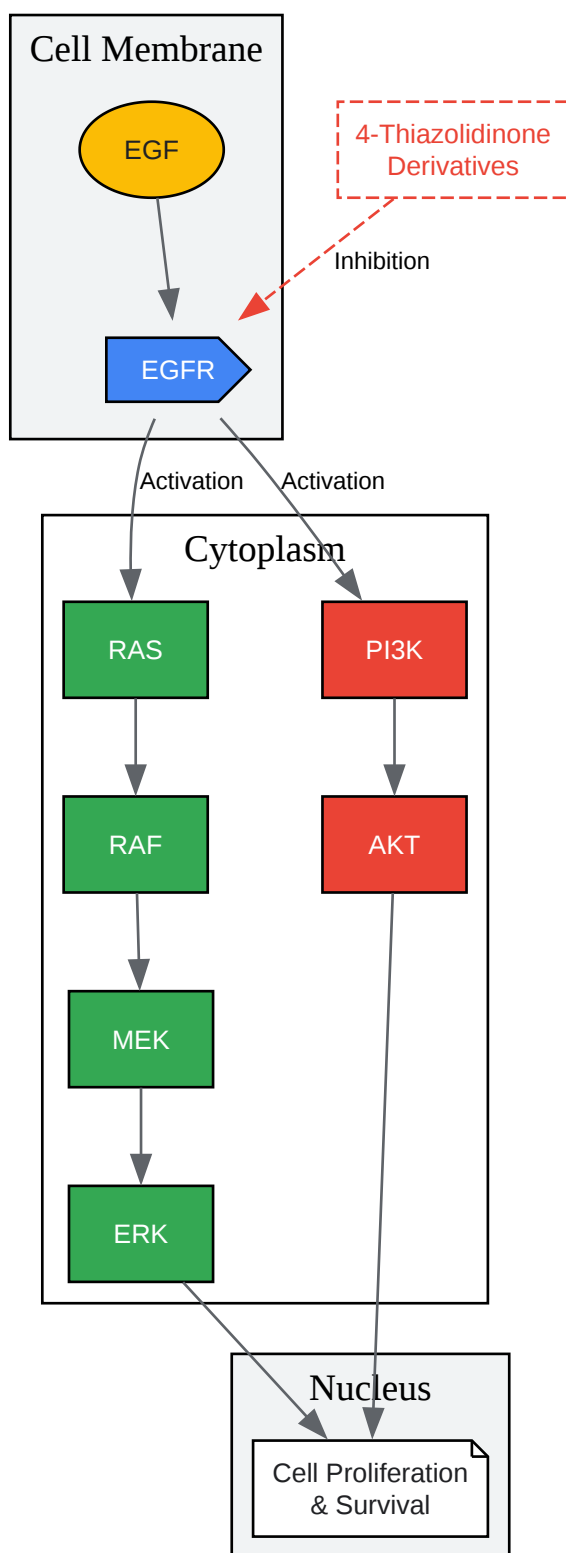 Cell Membrane
EGF
4-Thiazolidinone
Derivatives
Inhibition
EGFR
Activation
Activation
Cytoplasm
RAS
PI3K
RAF
AKT
MEK
ERK
Nucleus
Cell Proliferation
& Survival